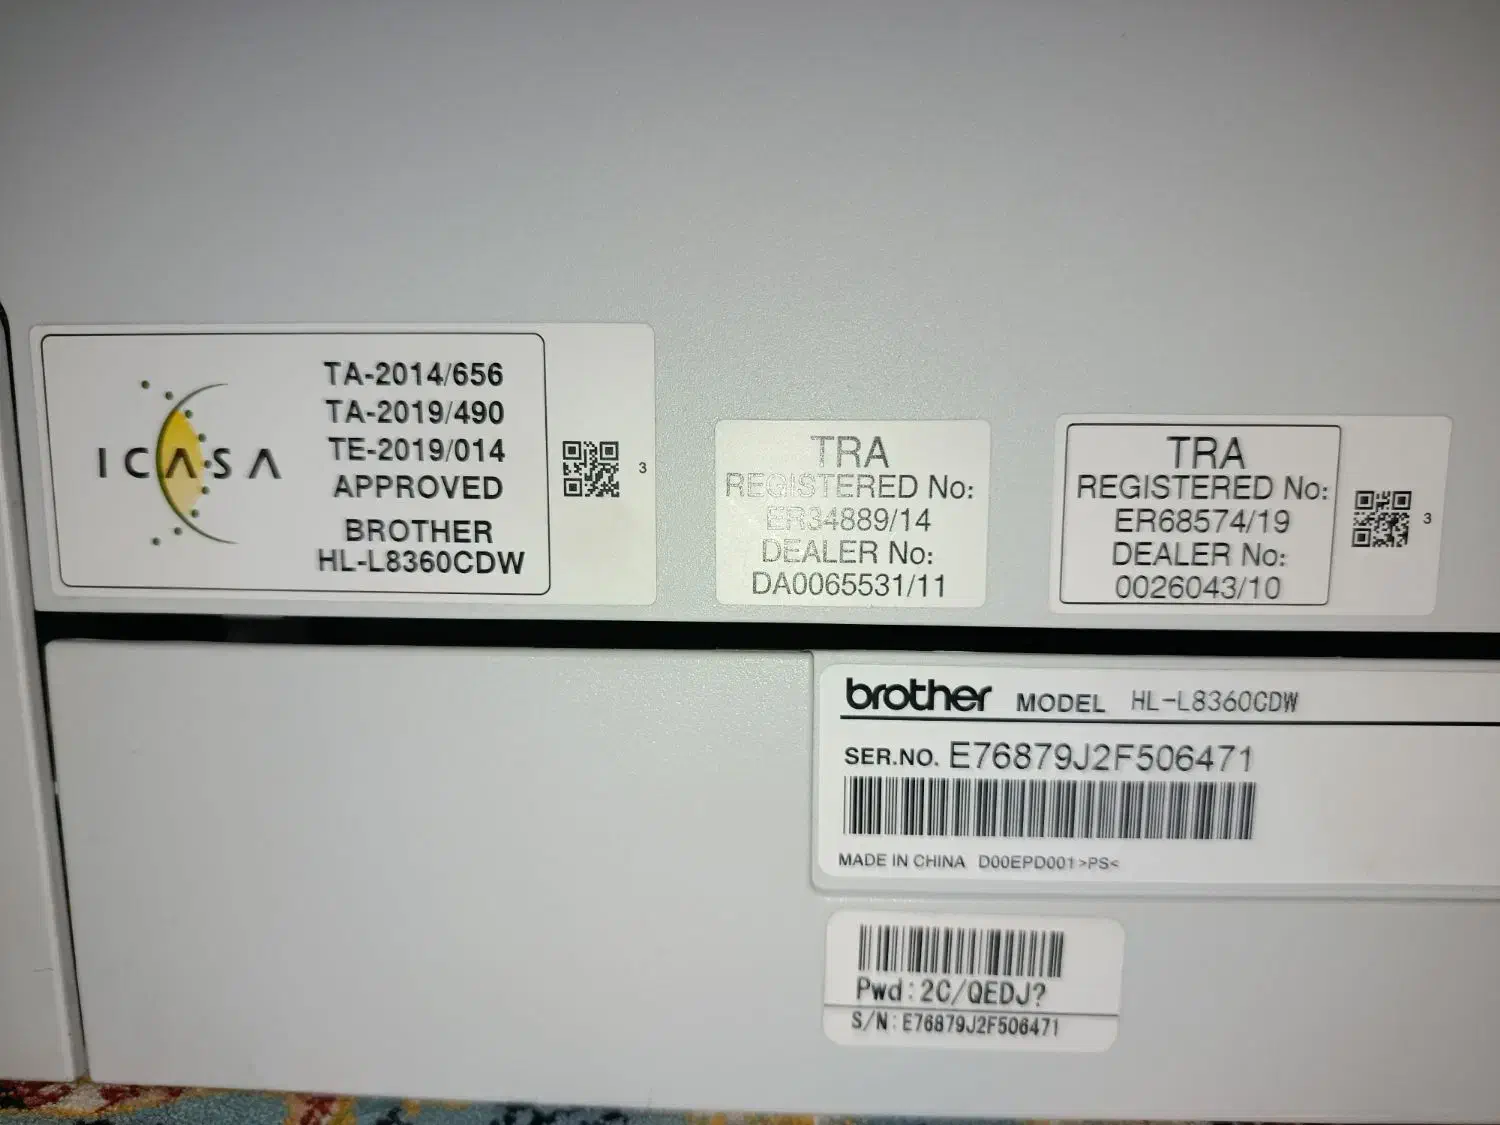 ICASA
TA-2014/656
TA-2019/490
TE-2019/014
APPROVED
BROTHER
HL-L8360CDW
3
TRA
REGISTERED No:
ER34889/14
DEALER No:
DA0065531/11
TRA
REGISTERED No:
ER68574/19
DEALER No:
0026043/10
3
brother MODEL HL-L8360CDW
SER.NO. E76879J2F506471
MADE IN CHINA D00EPD001>PS<
Pwd:2C/QEDJ?
S/N:E76879J2F506471